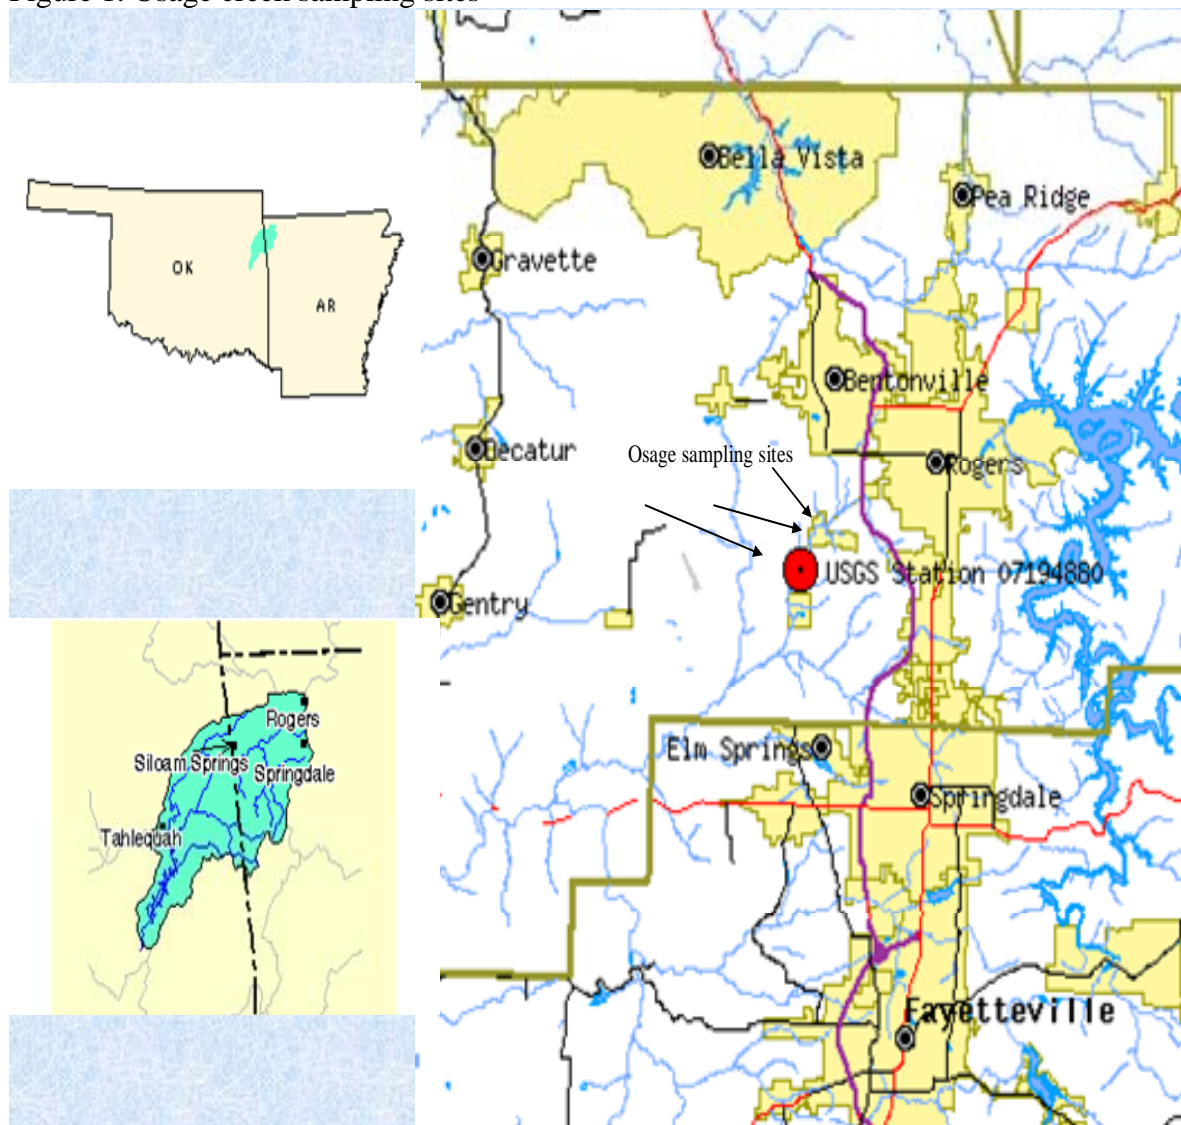 Figure 1. Osage creek sampling sites
OK
AR
Rogers
Siloam Springs
Springdale
Tahlequah
Bella Vista
Pea Ridge
Gravette
Bentonville
Decatur
Osage sampling sites
Rogers
USGS Station 07194880
Gentry
Elm Springs
Springdale
Fayetteville